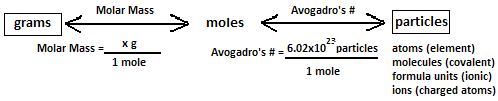 Molar Mass
Avogadro's #
grams
moles
particles
Molar Mass = x g
1 mole
Avogadro's # = 6.02x10^23 particles
1 mole
atoms (element)
molecules (covalent)
formula units (ionic)
ions (charged atoms)